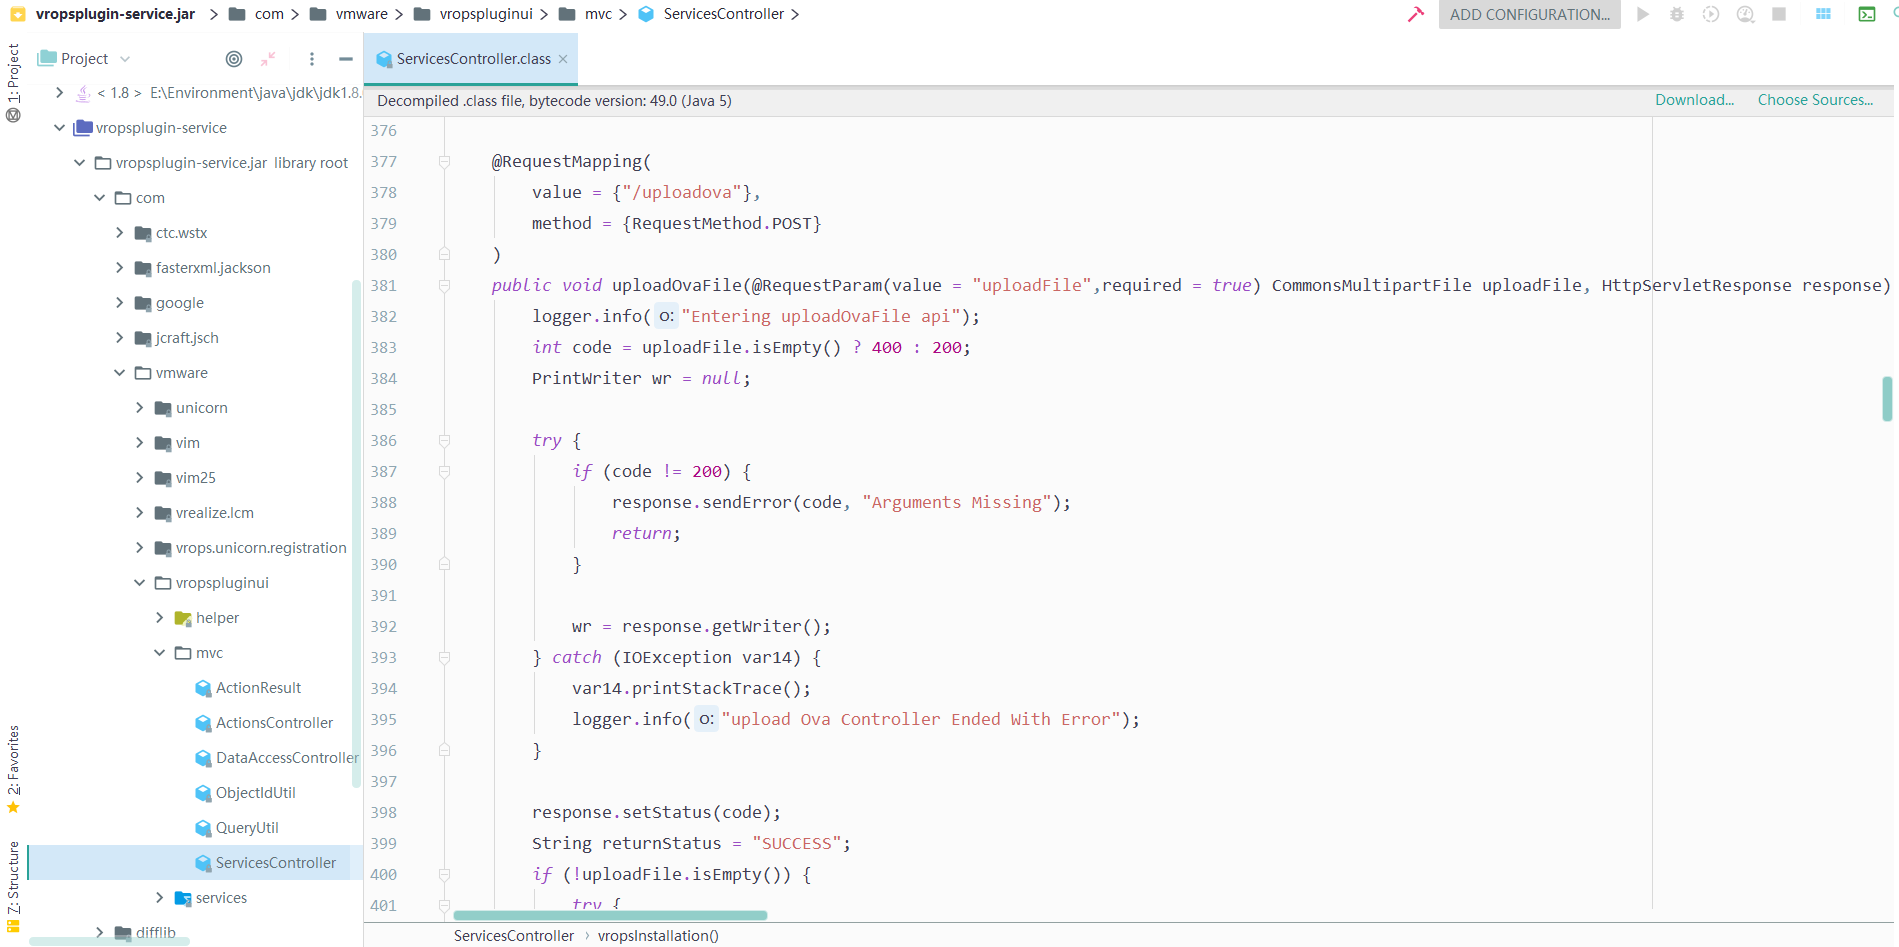 vropsplugin-service.jar com vmware vropspluginui mvc ServicesController
ADD CONFIGURATION...
1: Project
2: Favorites
7: Structure
Project
< 1.8 > E:\Environment\java\jdk\jdk1.8.
vropsplugin-service
vropsplugin-service.jar library root
com
ctc.wstx
fasterxml.jackson
google
jcraft.jsch
vmware
unicorn
vim
vim25
vrealize.lcm
vrops.unicorn.registration
vropspluginui
helper
mvc
ActionResult
ActionsController
DataAccessController
ObjectIdUtil
QueryUtil
ServicesController
services
difflib
ServicesController.class
Decompiled .class file, bytecode version: 49.0 (Java 5)
Download... Choose Sources...
376
377 @RequestMapping(
378 value = {"/uploadova"},
379 method = {RequestMethod.POST}
380 )
381 public void uploadOvaFile(@RequestParam(value = "uploadFile",required = true) CommonsMultipartFile uploadFile, HttpServletResponse response)
382 logger.info( o: "Entering uploadOvaFile api");
383 int code = uploadFile.isEmpty() ? 400 : 200;
384 PrintWriter wr = null;
385
386 try {
387 if (code != 200) {
388 response.sendError(code, "Arguments Missing");
389 return;
390 }
391
392 wr = response.getWriter();
393 } catch (IOException var14) {
394 var14.printStackTrace();
395 logger.info( o: "upload Ova Controller Ended With Error");
396 }
397
398 response.setStatus(code);
399 String returnStatus = "SUCCESS";
400 if (!uploadFile.isEmpty()) {
401 try {
ServicesController › vropsInstallation()